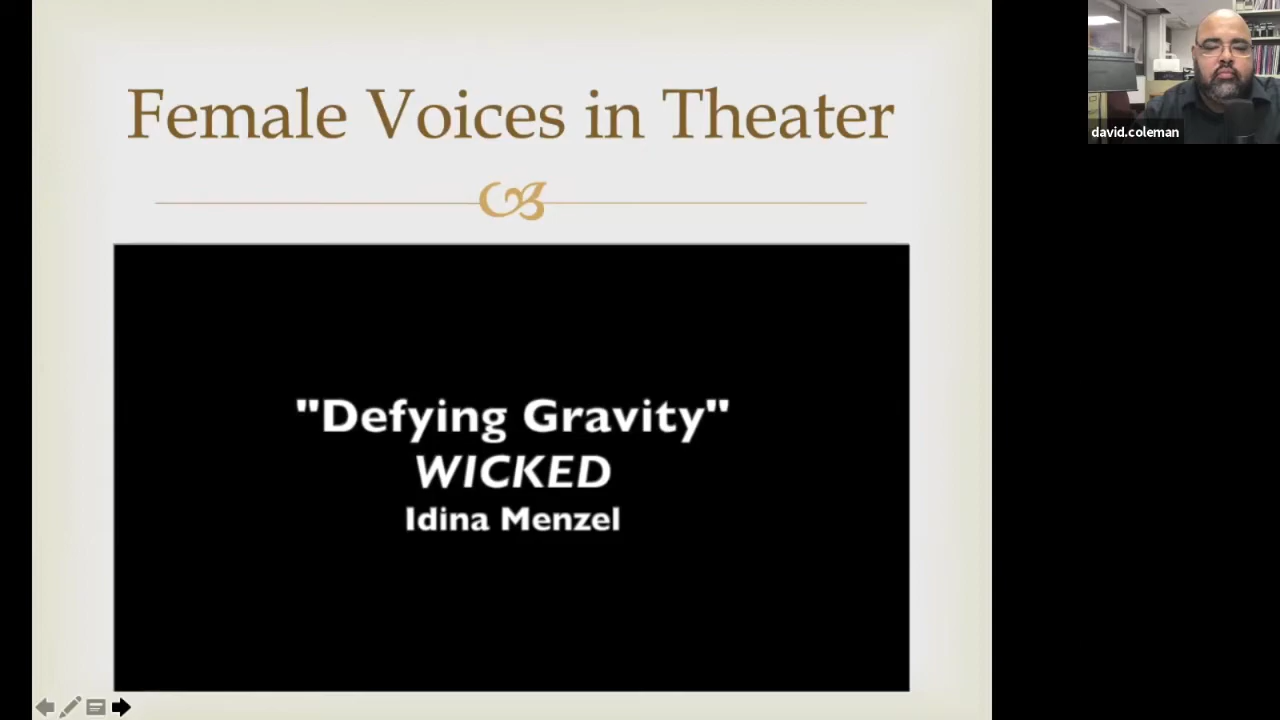 Female Voices in Theater
"Defying Gravity"
WICKED
Idina Menzel
david.coleman